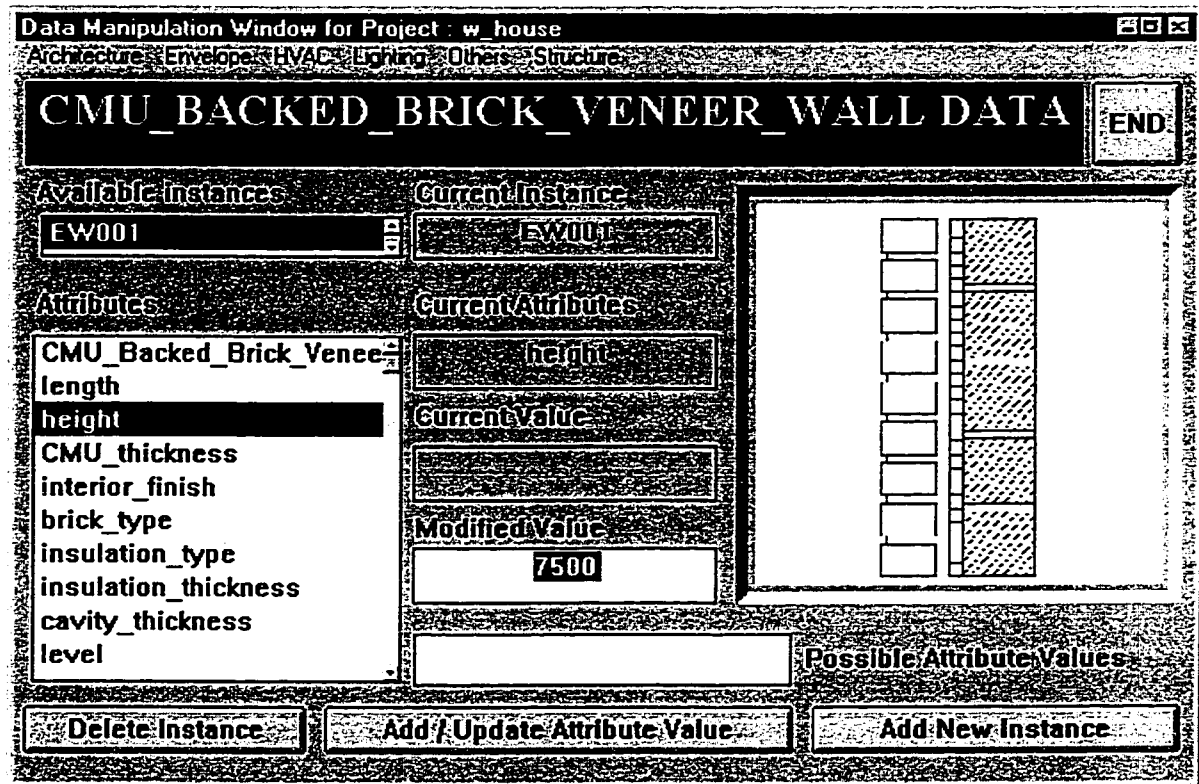 Data Manipulation Window for Project : w_house
Architecture Envelope HVAC Lighting Others Structure
CMU_BACKED_BRICK_VENEER_WALL DATA
END
Available instances
EW001
Current Instance
EW001
Attributes
CMU_Backed_Brick_Venee
length
height
CMU_thickness
interior_finish
brick_type
insulation_type
insulation_thickness
cavity_thickness
level
Current Attributes
height
Current Value
Modified Value
7500
Possible Attribute Values
Delete Instance
Add / Update Attribute Value
Add New Instance